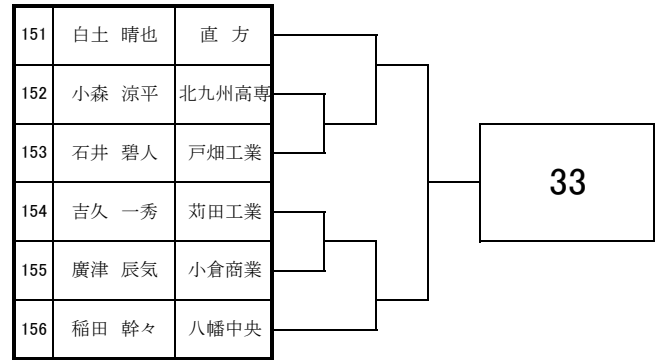 151 白土 晴也 直 方
152 小森 涼平 北九州高専
153 石井 碧人 戸畑工業
154 吉久 一秀 苅田工業
155 廣津 辰気 小倉商業
156 稲田 幹々 八幡中央
33